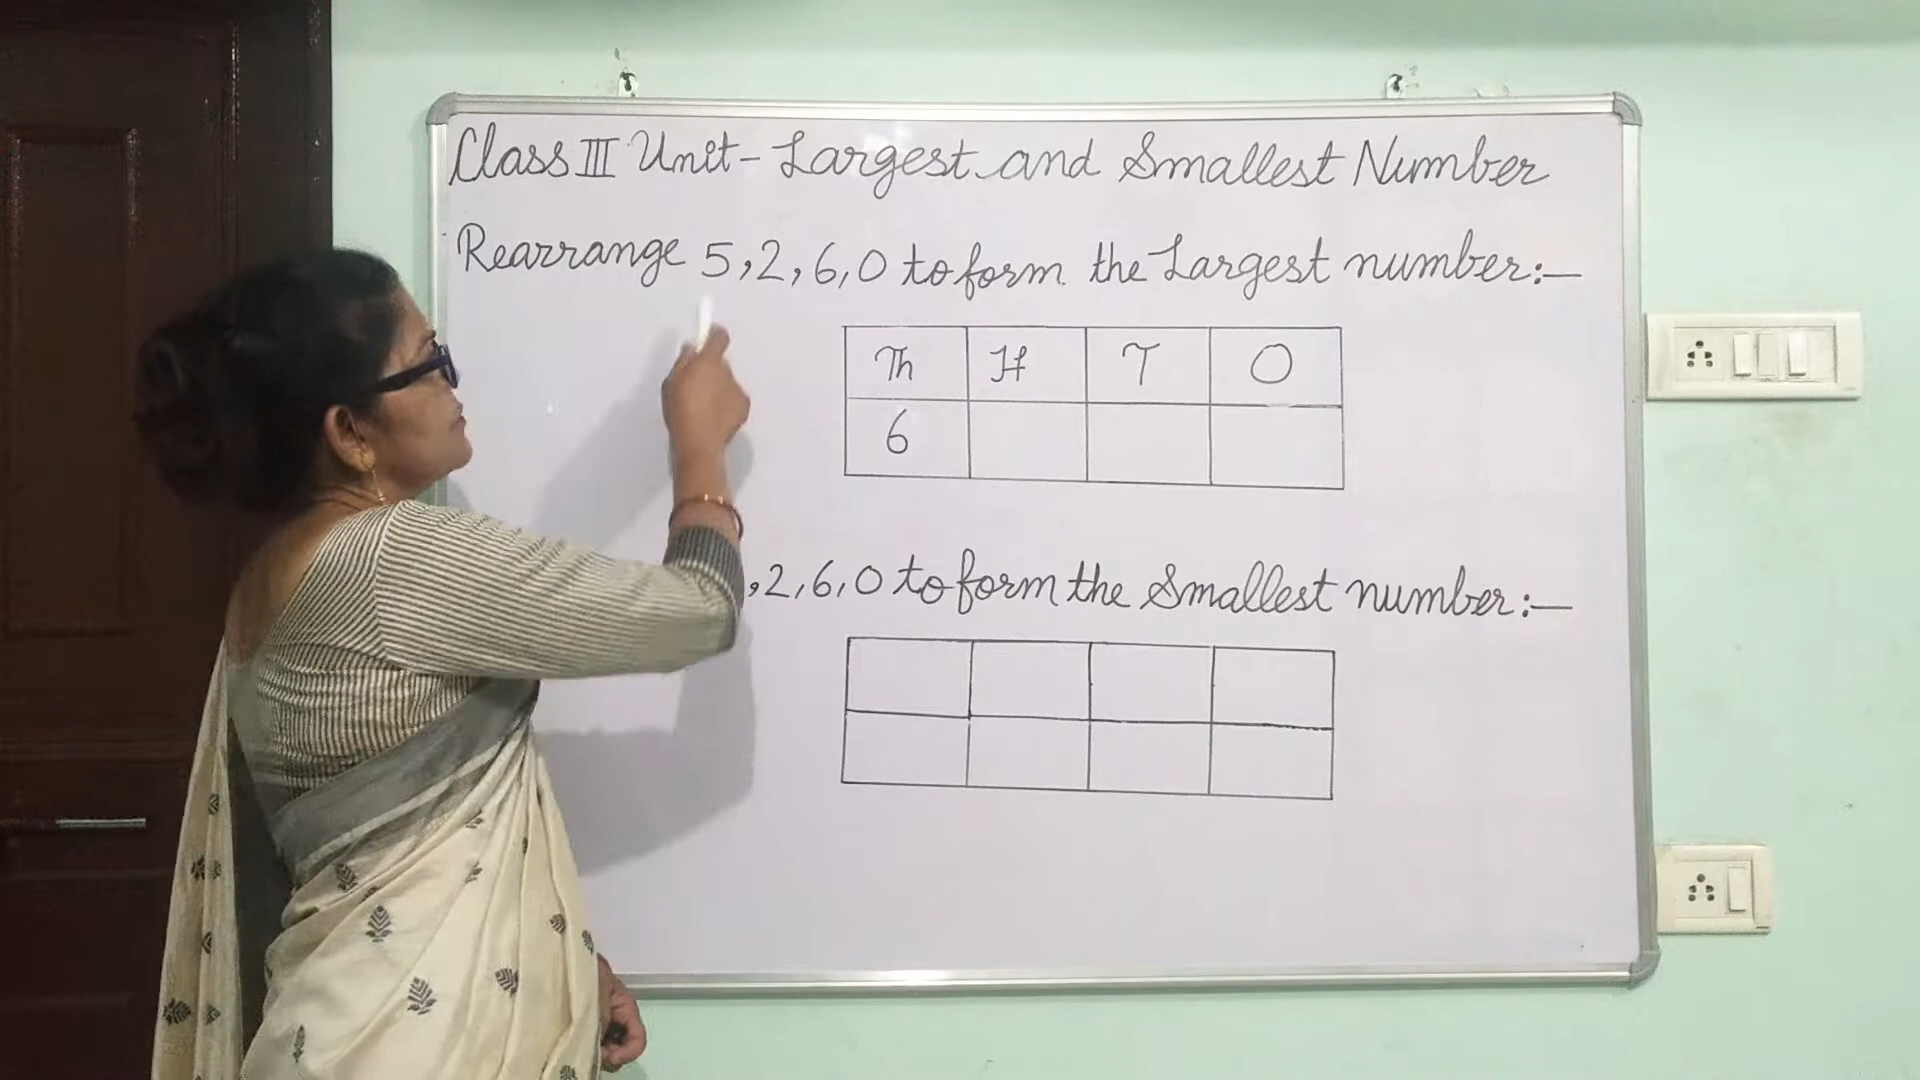 Class III Unit- Largest and Smallest Number
Rearrange 5,2,6,0 to form the Largest number:-
Th H T O
6
,2,6,0 to form the Smallest number:-